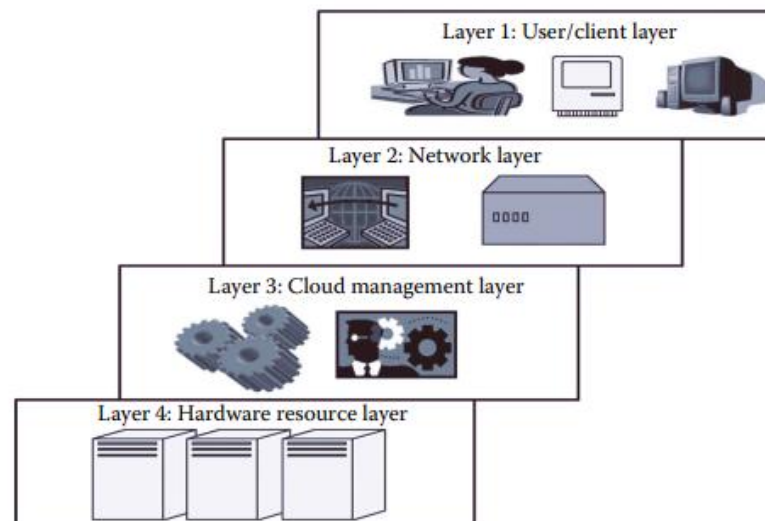 Layer 1: User/client layer
Layer 2: Network layer
Layer 3: Cloud management layer
Layer 4: Hardware resource layer